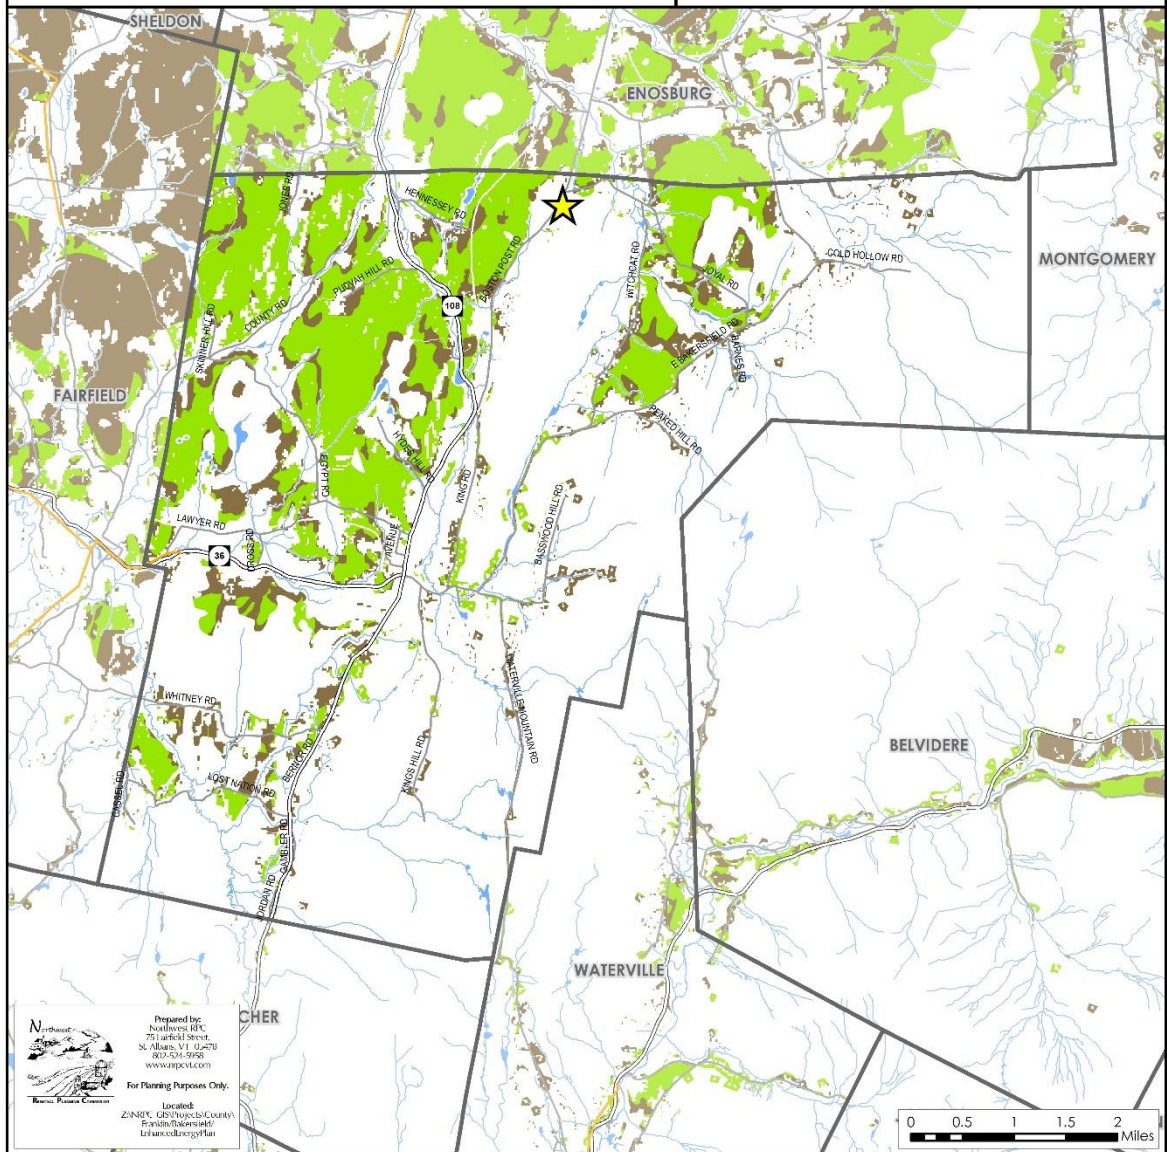 SHELDON
ENOSBURG
JONES RD
HENNESSEY RD
MONTGOMERY
BOSTON POST RD
WITCHCAT RD
COLD HOLLOW RD
PUDVAH HILL RD
JOYAL RD
108
COUNTY RD
SKINNER HILL RD
E BAKERSFIELD RD
BARNES RD
FAIRFIELD
PEAKED HILL RD
HYDES HILL RD
EGYPT RD
KING RD
BASSWOOD HILL RD
LAWYER RD
CROSS RD
AVENUE
36
WATERVILLE MOUNTAIN RD
WHITNEY RD
BELVIDERE
BERNOR RD
KINGS HILL RD
LOST NATION RD
CASSEL RD
GAMBLER RD
JORDAN RD
WATERVILLE
CHER
Northwest
REGIONAL PLANNING COMMISSION
Prepared by:
Northwest RPC
75 Fairfield Street,
St. Albans, VT 05478
802-524-5958
www.nrpcvt.com
For Planning Purposes Only.
Located:
Z:\NRPC_GIS\Projects\County\
Franklin/Bakersfield/
EnhancedEnergyPlan
0 0.5 1 1.5 2
Miles